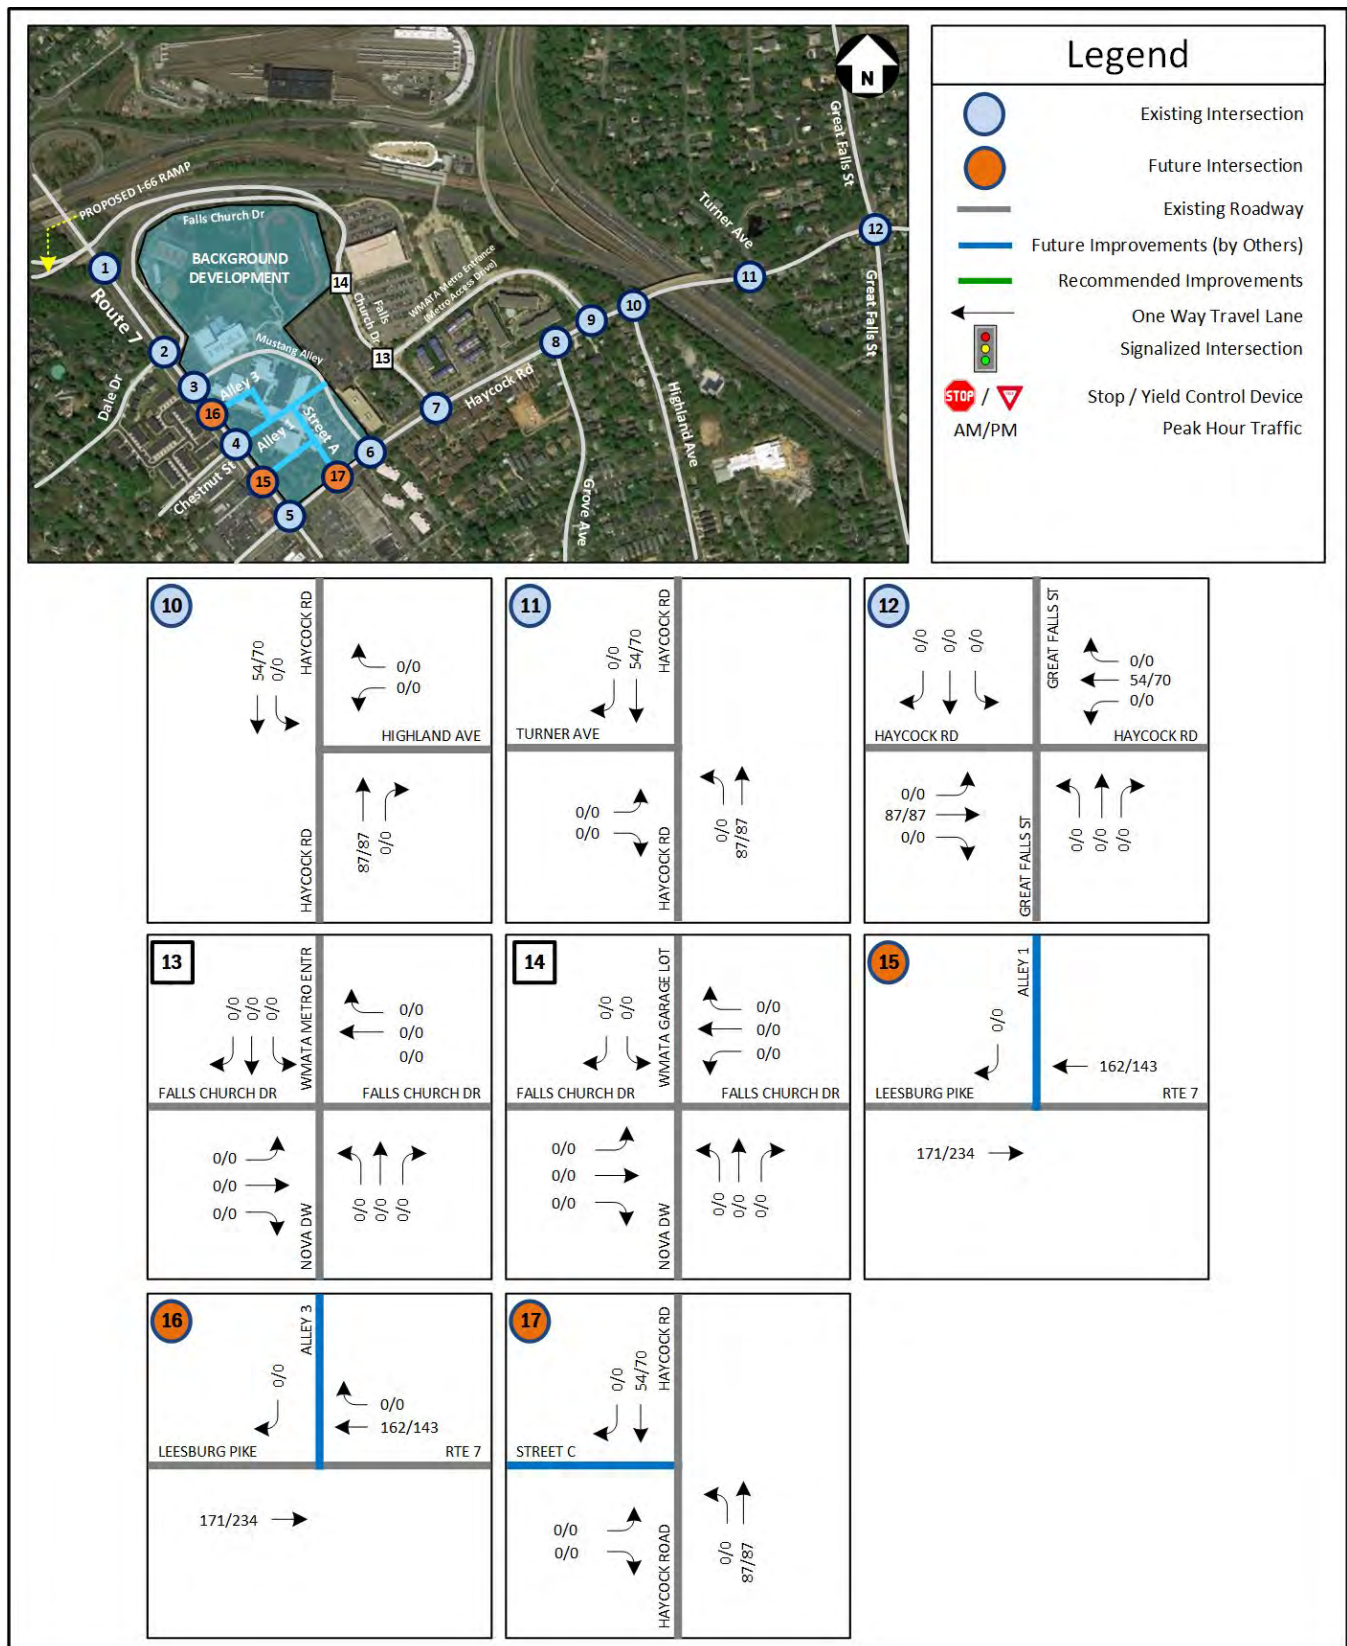 N
PROPOSED I-66 RAMP
Falls Church Dr
BACKGROUND
DEVELOPMENT
Great Falls St
Turner Ave
12
11
1
14
Falls
Church Dr
WMATA Metro Entrance
(Metro Access Drive)
10
9
8
Great Falls St
Route 7
2
Mustang Alley
13
Haycock Rd
Dale Dr
3
Alley 3
7
Highland Ave
16
4
Alley 1
Street A
6
Chestnut St
15
17
Grove Ave
5
Legend
Existing Intersection
Future Intersection
Existing Roadway
Future Improvements (by Others)
Recommended Improvements
One Way Travel Lane
Signalized Intersection
STOP / Stop / Yield Control Device
AM/PM Peak Hour Traffic
10
54/70
0/0
HAYCOCK RD
0/0
0/0
HIGHLAND AVE
HAYCOCK RD
87/87
0/0
11
0/0
54/70
HAYCOCK RD
TURNER AVE
0/0
0/0
HAYCOCK RD
0/0
87/87
12
0/0
0/0
0/0
GREAT FALLS ST
0/0
54/70
0/0
HAYCOCK RD
HAYCOCK RD
0/0
87/87
0/0
GREAT FALLS ST
0/0
0/0
0/0
13
0/0
0/0
0/0
WMATA METRO ENTR
0/0
0/0
0/0
FALLS CHURCH DR
FALLS CHURCH DR
0/0
0/0
0/0
NOVA DW
0/0
0/0
0/0
14
0/0
0/0
WMATA GARAGE LOT
0/0
0/0
0/0
FALLS CHURCH DR
FALLS CHURCH DR
0/0
0/0
0/0
NOVA DW
0/0
0/0
0/0
15
0/0
ALLEY 1
162/143
LEESBURG PIKE
RTE 7
171/234
16
0/0
ALLEY 3
0/0
162/143
LEESBURG PIKE
RTE 7
171/234
17
0/0
54/70
HAYCOCK RD
STREET C
0/0
0/0
HAYCOCK ROAD
0/0
87/87